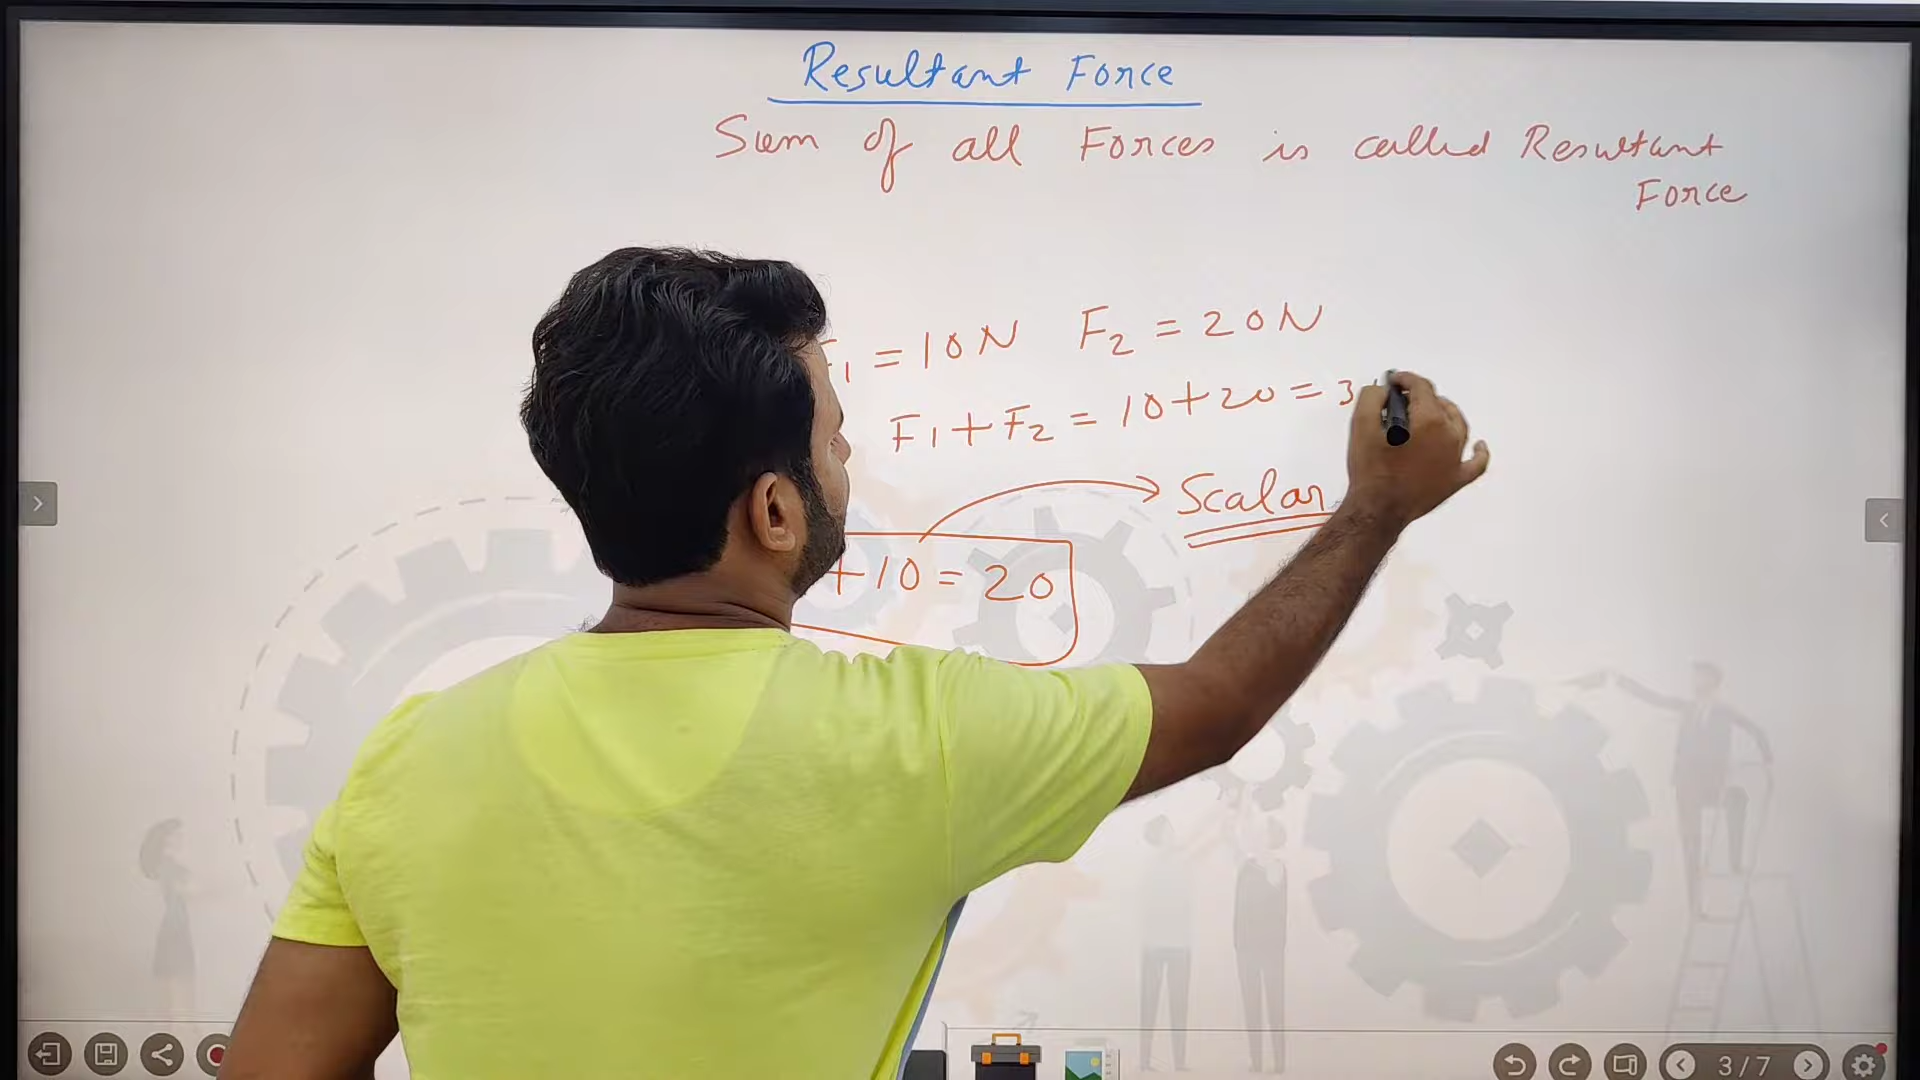 Resultant Force
Sum of all Forces is called Resultant
Force
1 = 10N F2 = 20N
F1 + F2 = 10 + 20 = 3
Scalar
+ 10 = 20
3/7